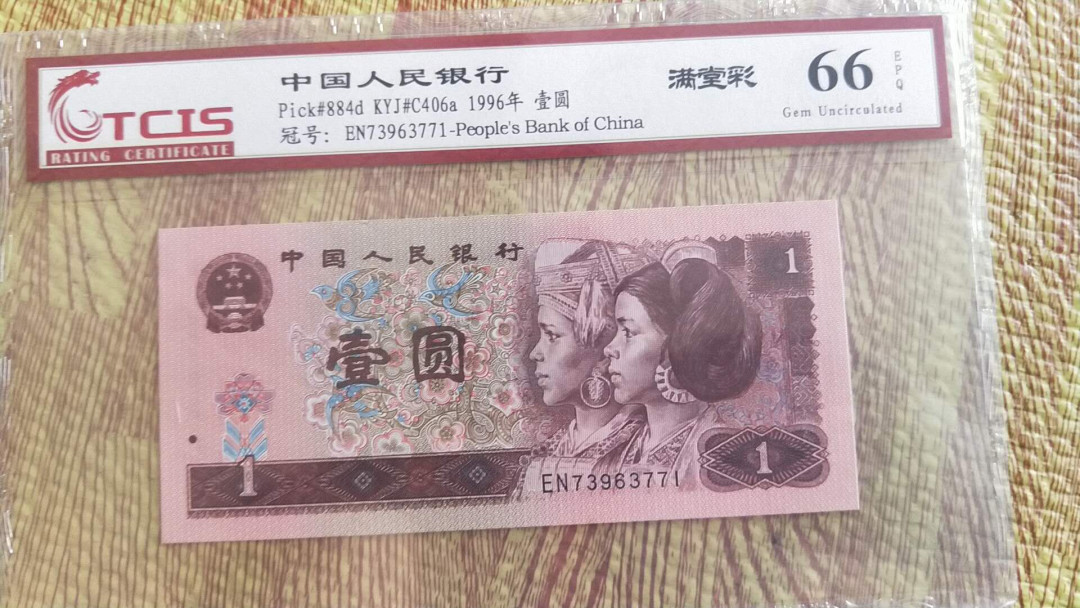 TCIS
RATING CERTIFICATE
中国人民银行
Pick#884d KYJ#C406a 1996年 壹圆
冠号: EN73963771-People's Bank of China
满堂彩
66
EPQ
Gem Uncirculated
中国人民银行
1
壹圆
1
1
EN73963771